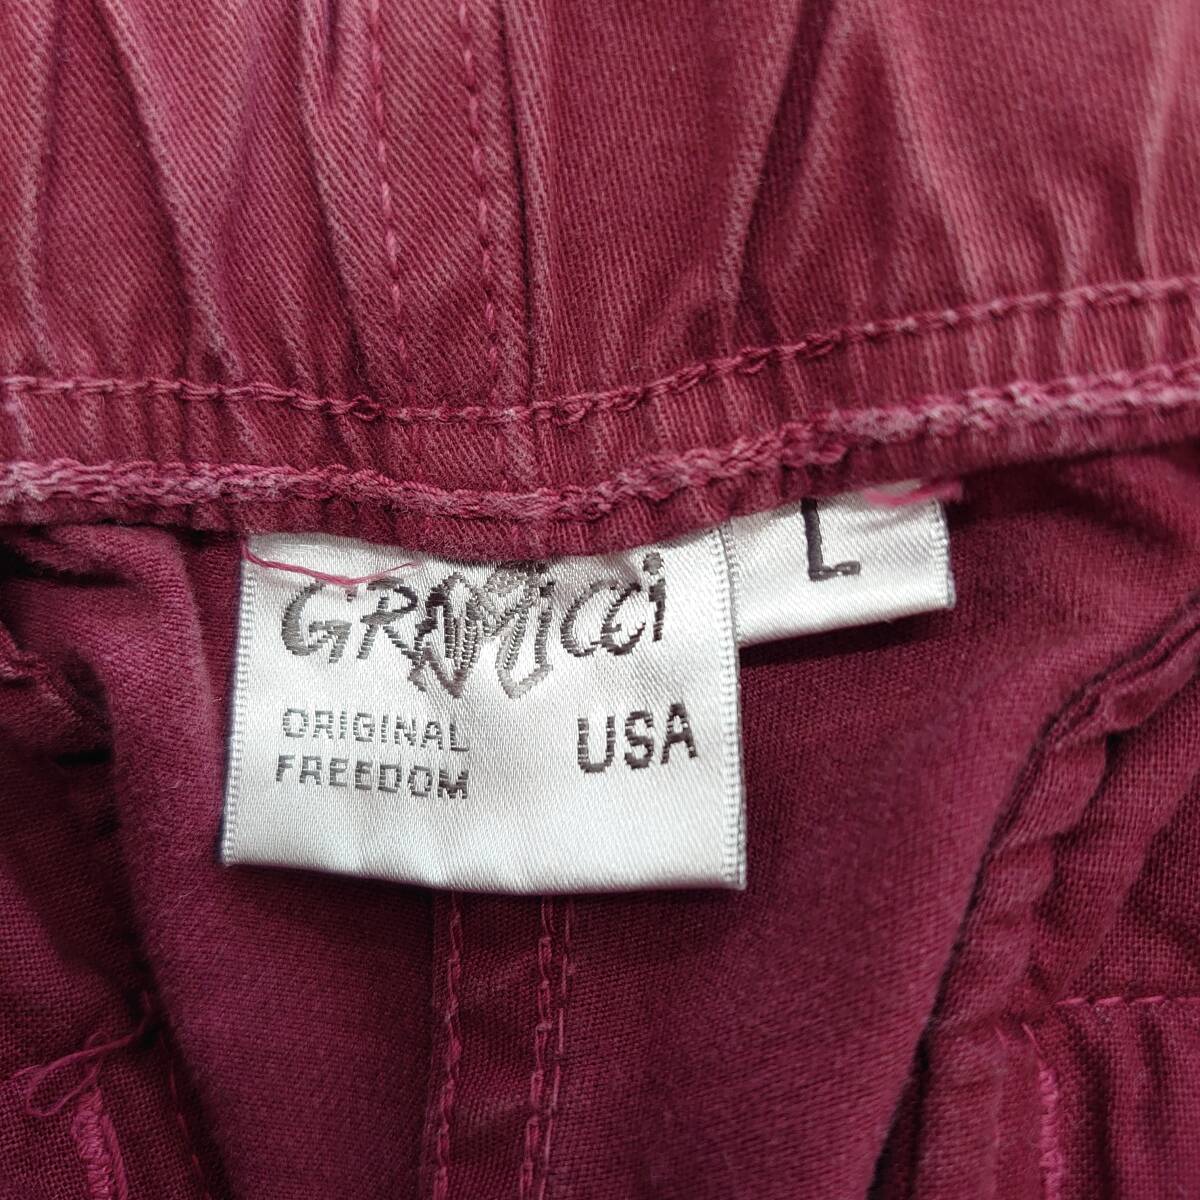 L
GRAMiCCi
ORIGINAL
FREEDOM
USA